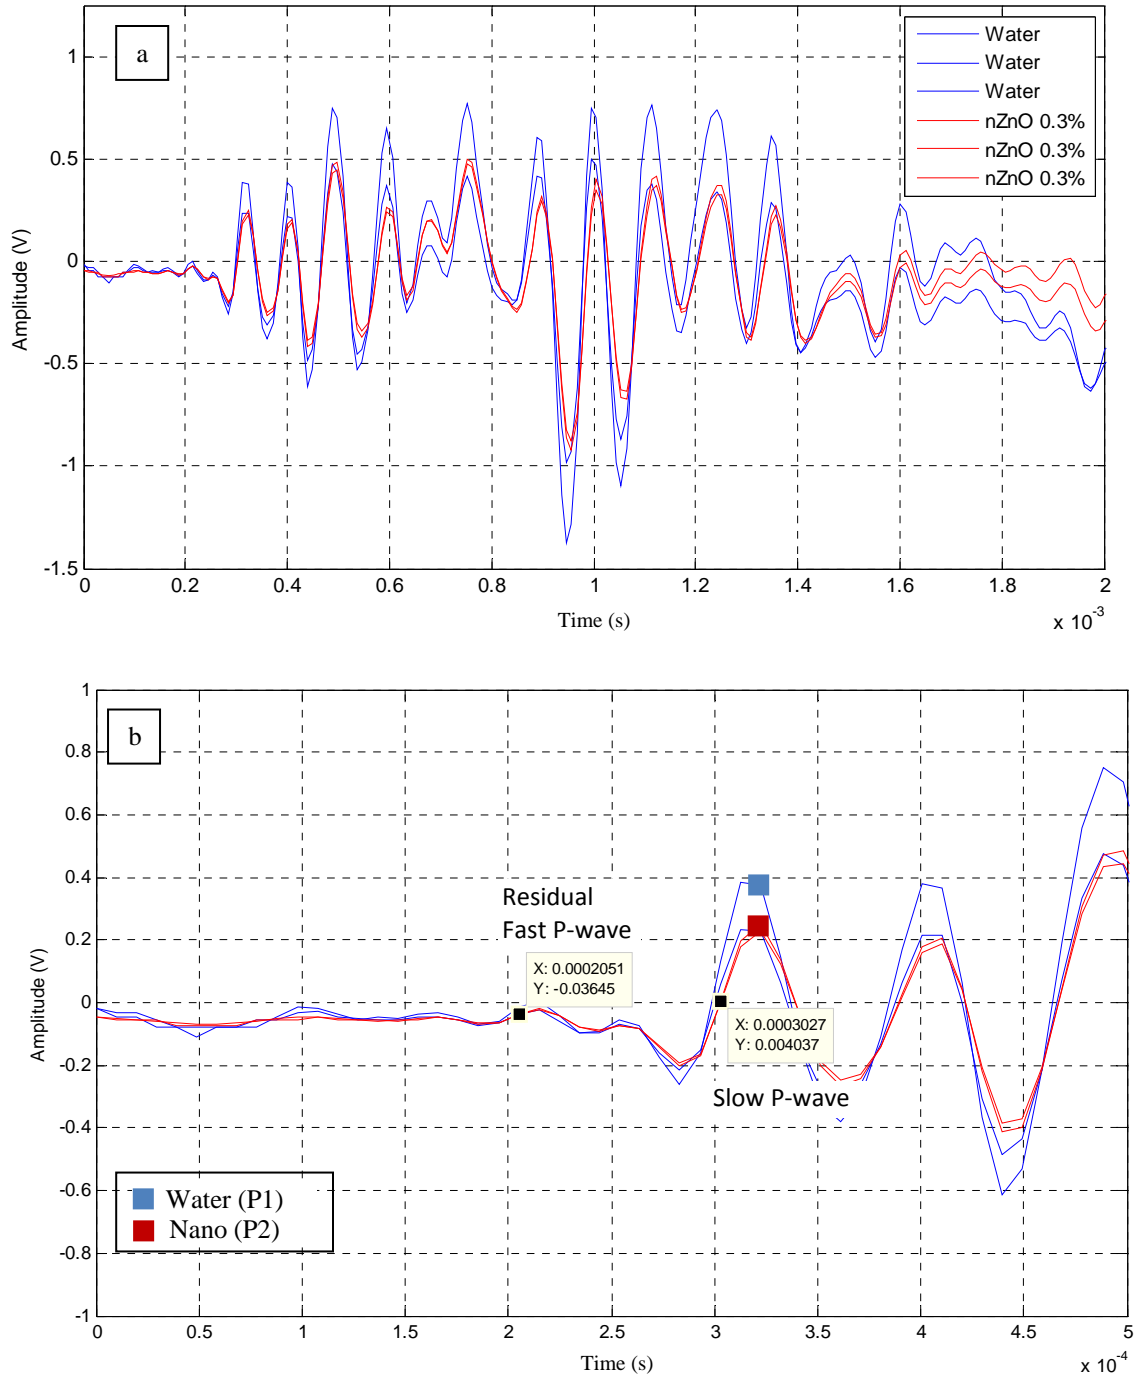 a
Water
Water
Water
nZnO 0.3%
nZnO 0.3%
nZnO 0.3%
1
0.5
0
-0.5
-1
-1.5
Amplitude (V)
0 0.2 0.4 0.6 0.8 1 1.2 1.4 1.6 1.8 2
Time (s)
x 10^-3
b
1
0.8
0.6
0.4
0.2
0
-0.2
-0.4
-0.6
-0.8
-1
Amplitude (V)
Residual
Fast P-wave
X: 0.0002051
Y: -0.03645
X: 0.0003027
Y: 0.004037
Slow P-wave
Water (P1)
Nano (P2)
0 0.5 1 1.5 2 2.5 3 3.5 4 4.5 5
Time (s)
x 10^-4